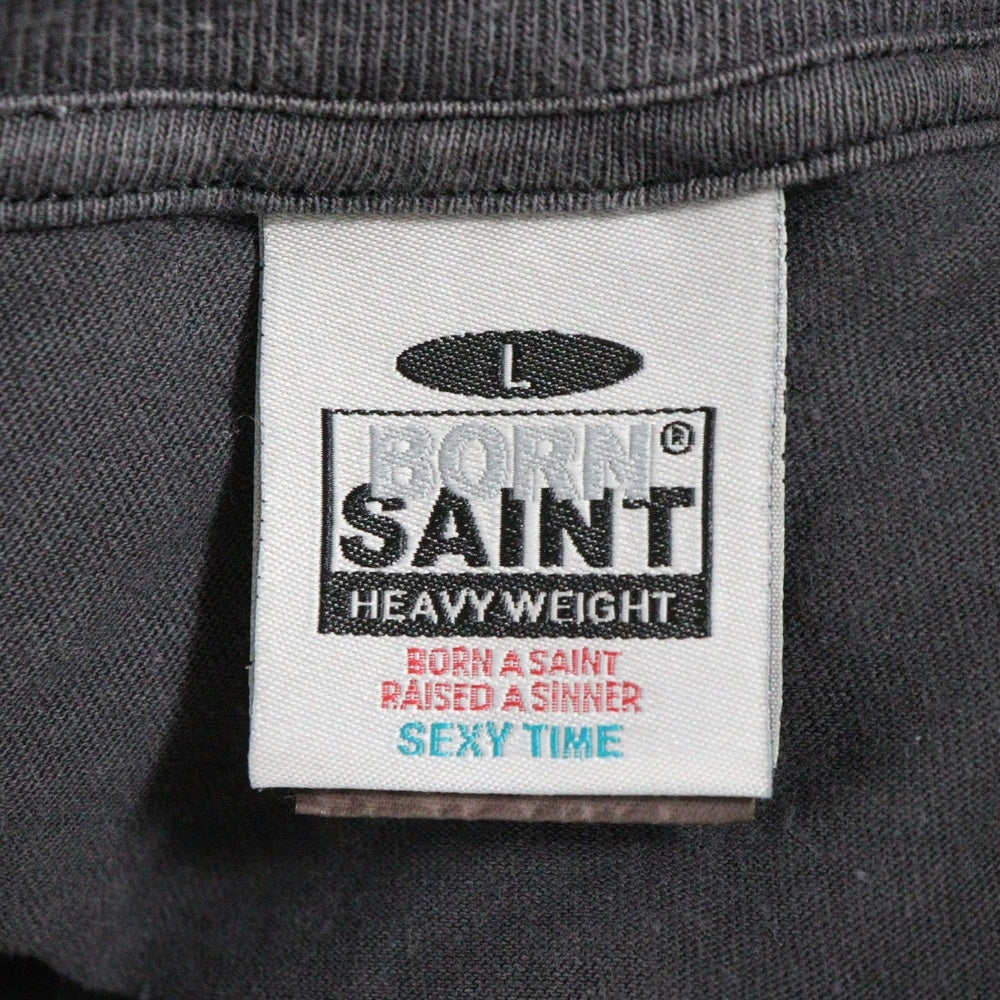 L
BORN ®
SAINT
HEAVY WEIGHT
BORN A SAINT
RAISED A SINNER
SEXY TIME